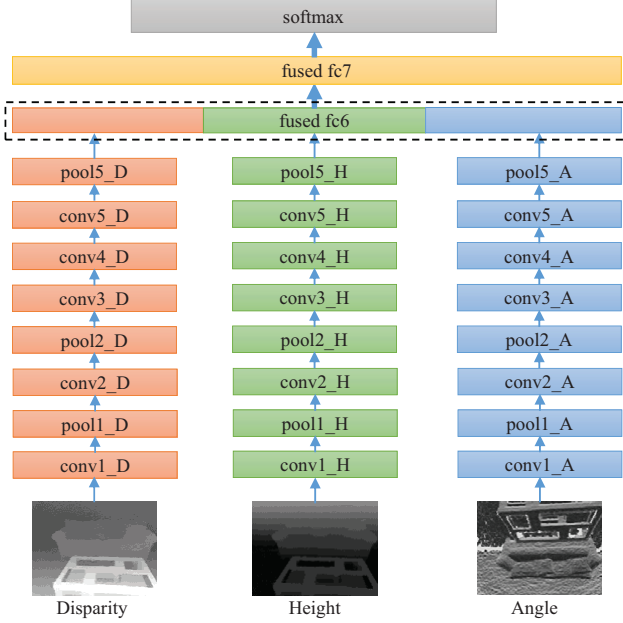 softmax
fused fc7
fused fc6
pool5_D pool5_H pool5_A
conv5_D conv5_H conv5_A
conv4_D conv4_H conv4_A
conv3_D conv3_H conv3_A
pool2_D pool2_H pool2_A
conv2_D conv2_H conv2_A
pool1_D pool1_H pool1_A
conv1_D conv1_H conv1_A
Disparity Height Angle